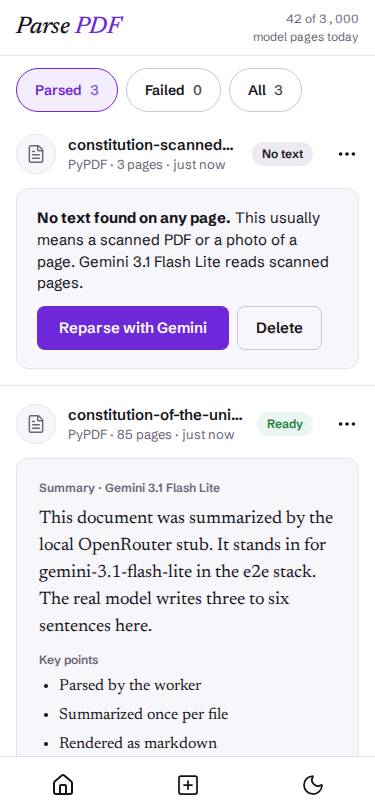 Parse PDF
42 of 3,000
model pages today
Parsed 3
Failed 0
All 3
constitution-scanned...
PyPDF · 3 pages · just now
No text
No text found on any page. This usually
means a scanned PDF or a photo of a
page. Gemini 3.1 Flash Lite reads scanned
pages.
Reparse with Gemini
Delete
constitution-of-the-uni...
PyPDF · 85 pages · just now
Ready
Summary · Gemini 3.1 Flash Lite
This document was summarized by the
local OpenRouter stub. It stands in for
gemini-3.1-flash-lite in the e2e stack.
The real model writes three to six
sentences here.
Key points
• Parsed by the worker
• Summarized once per file
• Rendered as markdown